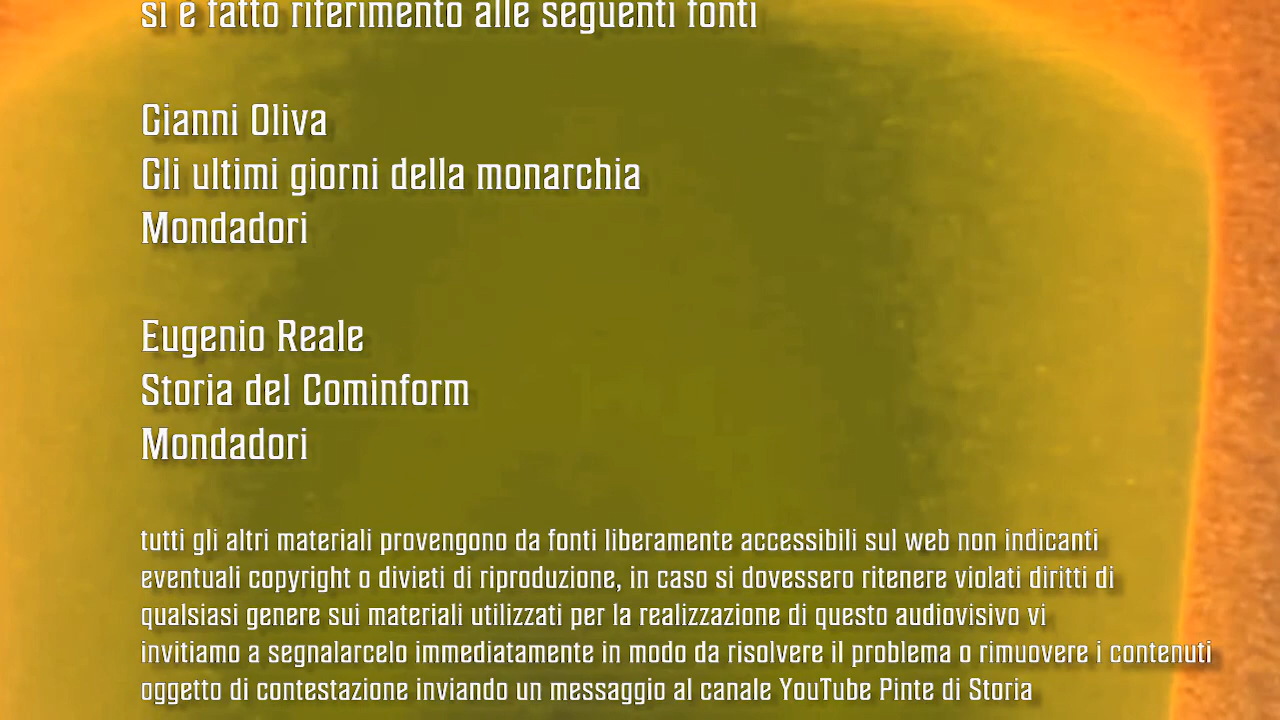 si è fatto riferimento alle seguenti fonti
Gianni Oliva
Gli ultimi giorni della monarchia
Mondadori
Eugenio Reale
Storia del Cominform
Mondadori
tutti gli altri materiali provengono da fonti liberamente accessibili sul web non indicanti
eventuali copyright o divieti di riproduzione, in caso si dovessero ritenere violati diritti di
qualsiasi genere sui materiali utilizzati per la realizzazione di questo audiovisivo vi
invitiamo a segnalarcelo immediatamente in modo da risolvere il problema o rimuovere i contenuti
oggetto di contestazione inviando un messaggio al canale YouTube Pinte di Storia